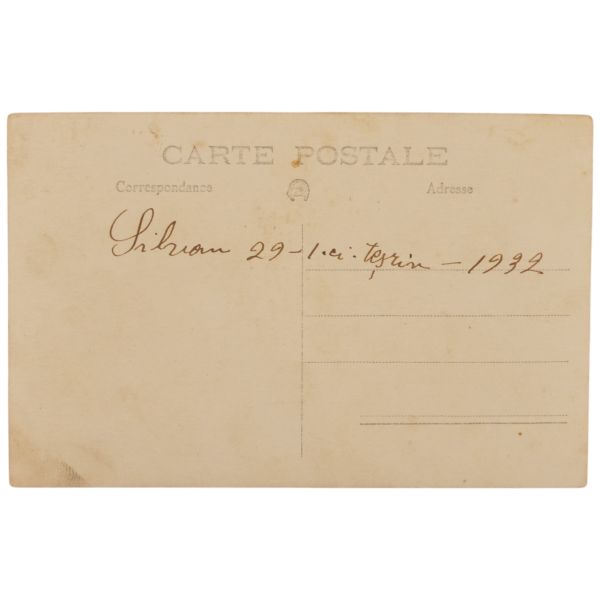 CARTE POSTALE
Correspondance
Adresse
Silvan 29-1.ci.teşrin-1932